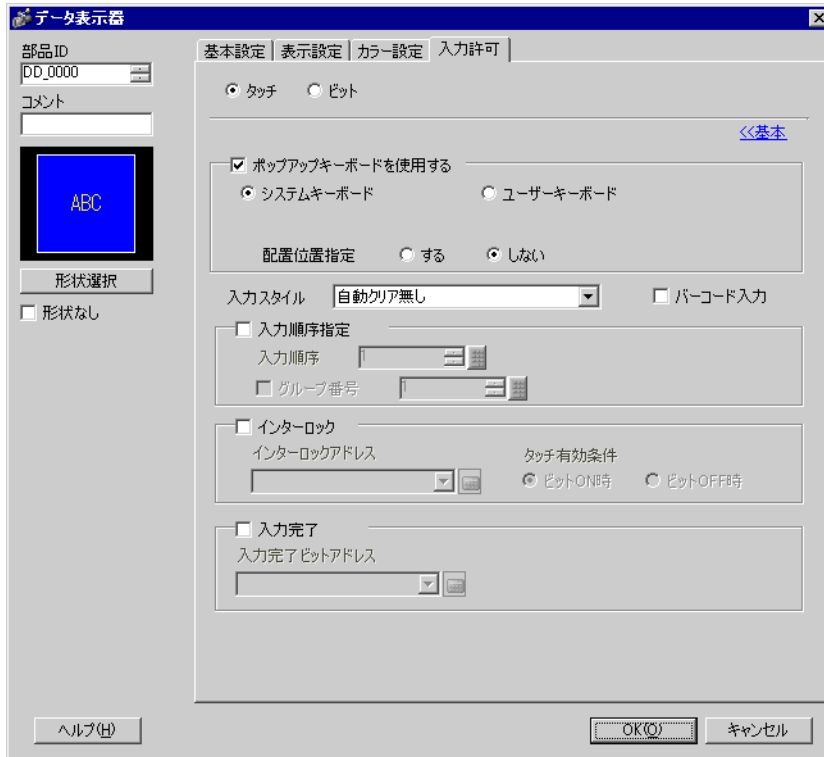 データ表示器
部品ID
DD_0000
コメント
ABC
形状選択
形状なし
基本設定 表示設定 カラー設定 入力許可
タッチ ビット
<<基本
ポップアップキーボードを使用する
システムキーボード ユーザーキーボード
配置位置指定 する しない
入力スタイル 自動クリア無し バーコード入力
入力順序指定
入力順序 1
グループ番号 1
インターロック
インターロックアドレス タッチ有効条件
ビットON時 ビットOFF時
入力完了
入力完了ビットアドレス
ヘルプ(H) OK(O) キャンセル